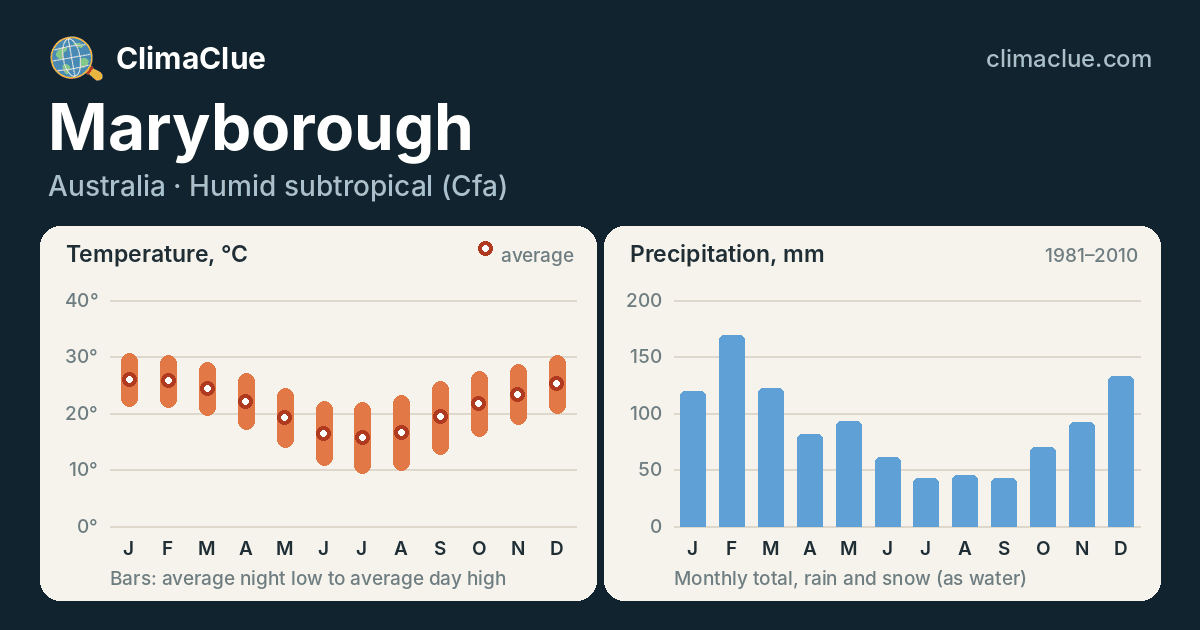 ClimaClue
climaclue.com
Maryborough
Australia · Humid subtropical (Cfa)
Temperature, °C
average
40°
30°
20°
10°
0°
J F M A M J J A S O N D
Bars: average night low to average day high
Precipitation, mm
1981–2010
200
150
100
50
0
J F M A M J J A S O N D
Monthly total, rain and snow (as water)